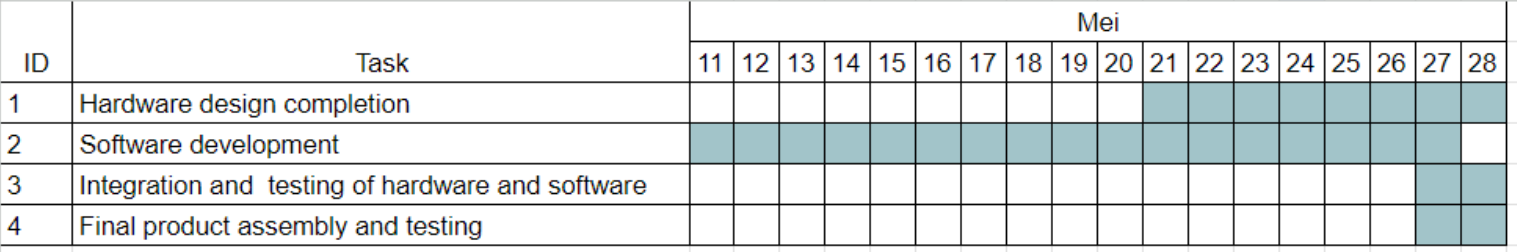 Mei
ID Task 11 12 13 14 15 16 17 18 19 20 21 22 23 24 25 26 27 28
1 Hardware design completion
2 Software development
3 Integration and  testing of hardware and software
4 Final product assembly and testing